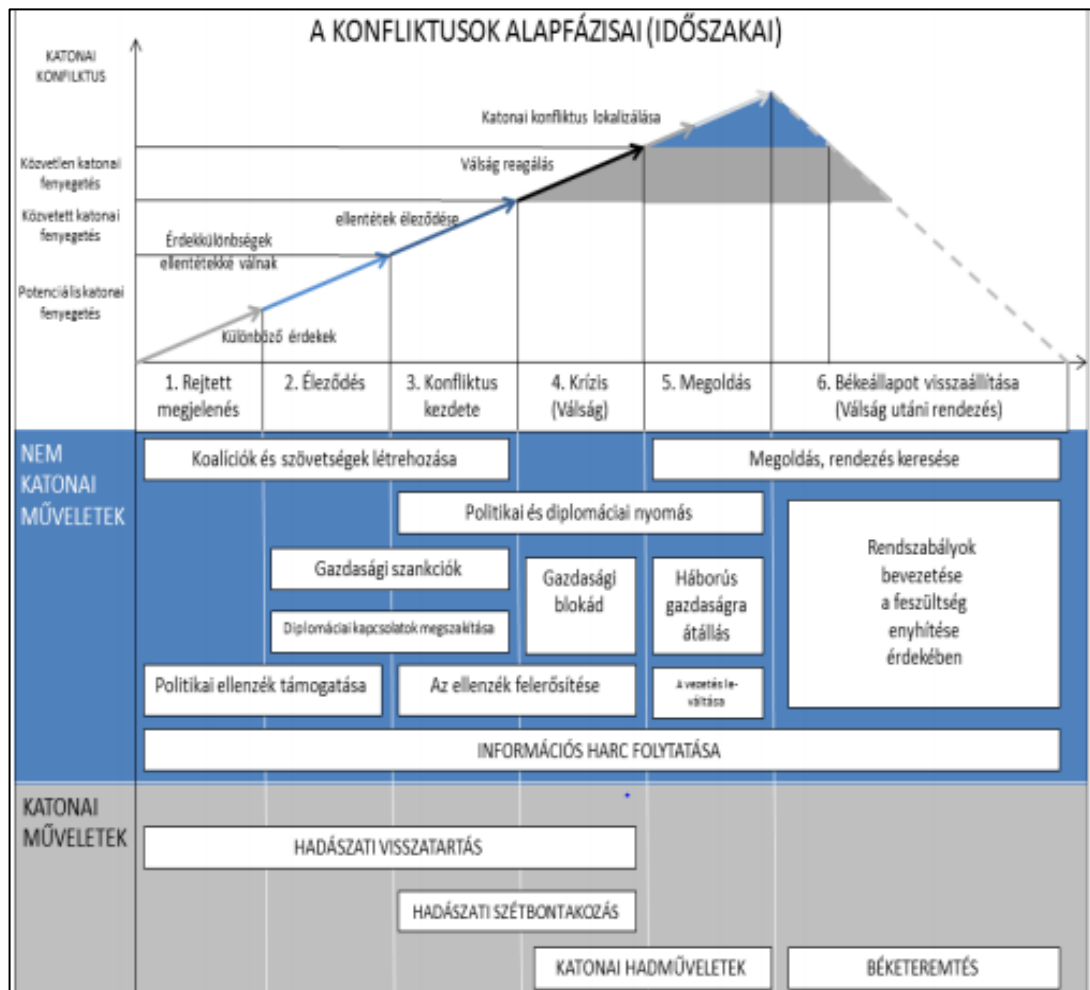 A KONFLIKTUSOK ALAPFÁZISAI (IDŐSZAKAI)
KATONAI
KONFILKTUS
Katonai konfliktus lokalizálása
Közvetlen katonai
fenyegetés
Válság reagálás
Közvetett katonai
fenyegetés
ellentétek éleződése
Érdekkülönbségek
ellentétekké válnak
Potenciális katonai
fenyegetés
Különböző érdekek
1. Rejtett
megjelenés
2. Éleződés
3. Konfliktus
kezdete
4. Krízis
(Válság)
5. Megoldás
6. Békeállapot visszaállítása
(Válság utáni rendezés)
NEM
KATONAI
MŰVELETEK
Koalíciók és szövetségek létrehozása
Megoldás, rendezés keresése
Politikai és diplomáciai nyomás
Gazdasági szankciók
Gazdasági
blokád
Háborús
gazdaságra
átállás
Rendszabályok
bevezetése
a feszültség
enyhítése
érdekében
Diplomáciai kapcsolatok megszakítása
Politikai ellenzék támogatása
Az ellenzék felerősítése
A vezetés le-
váltása
INFORMÁCIÓS HARC FOLYTATÁSA
KATONAI
MŰVELETEK
HADÁSZATI VISSZATARTÁS
HADÁSZATI SZÉTBONTAKOZÁS
KATONAI HADMŰVELETEK
BÉKETEREMTÉS